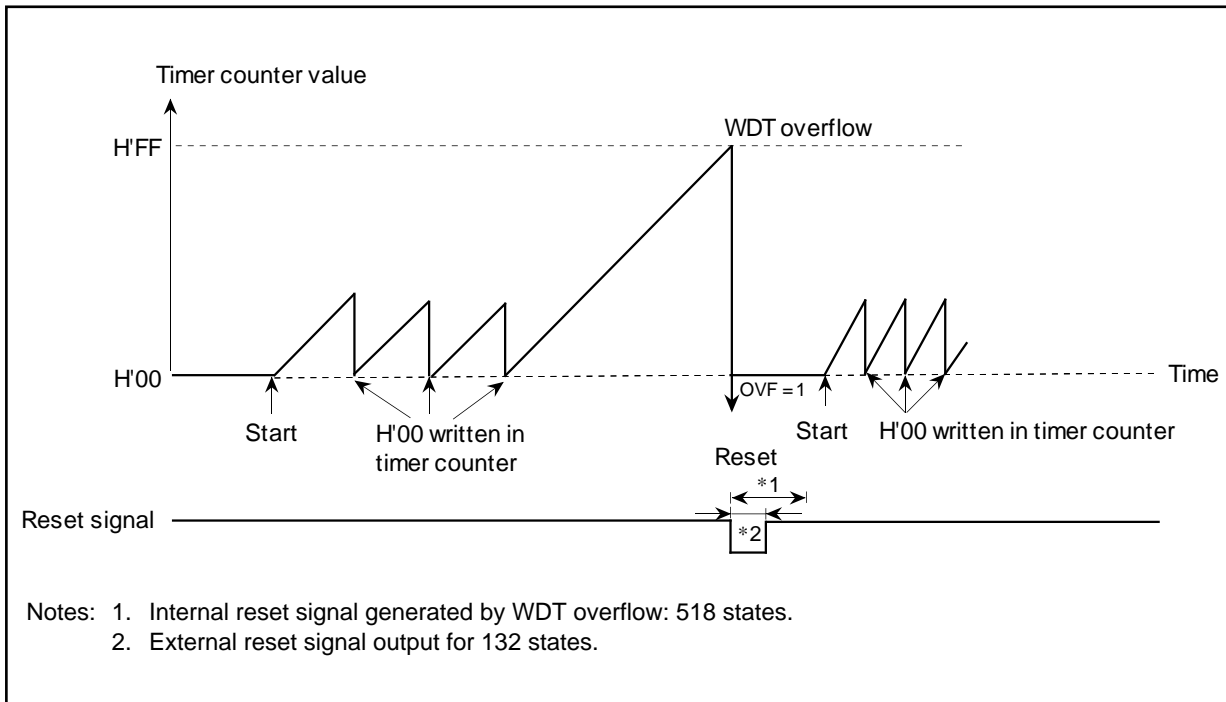 Timer counter value
H'FF
WDT overflow
H'00
OVF = 1
Time
Start
H'00 written in
timer counter
Start
H'00 written in timer counter
Reset
*1
Reset signal
*2
Notes: 1. Internal reset signal generated by WDT overflow: 518 states.
2. External reset signal output for 132 states.